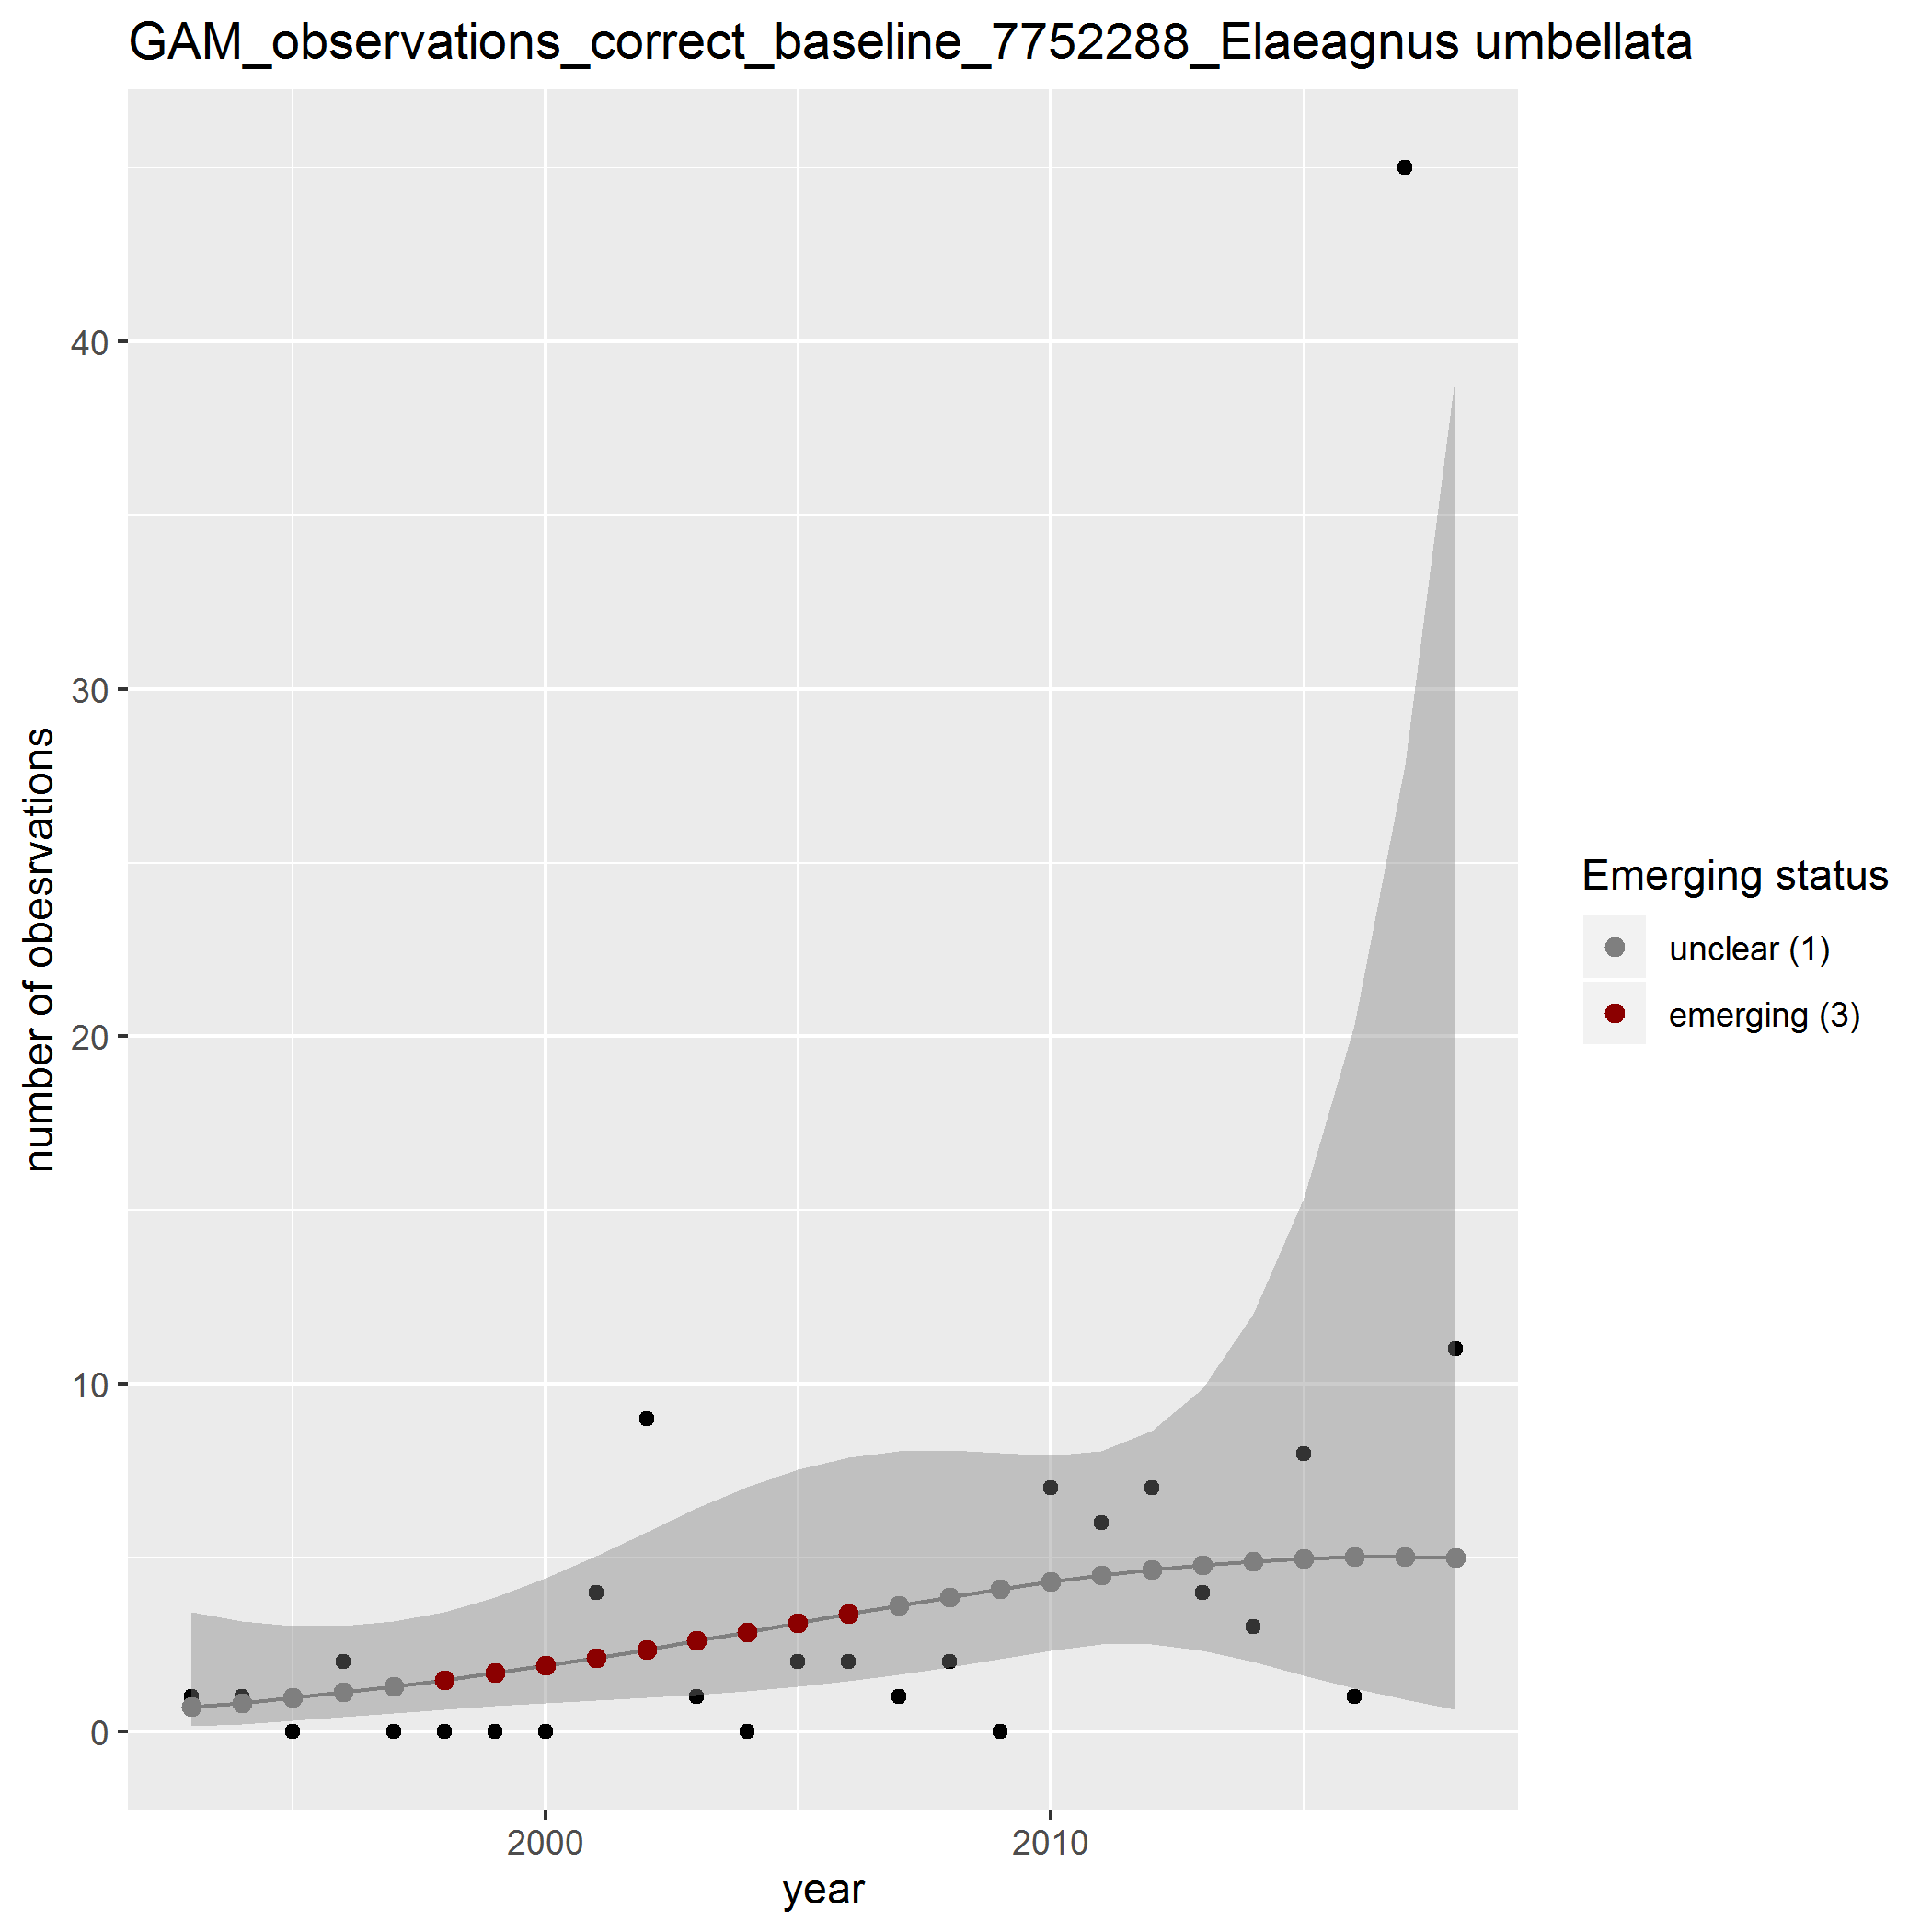 GAM_observations_correct_baseline_7752288_Elaeagnus umbellata
40
30
20
10
0
number of obesrvations
2000
2010
year
Emerging status
unclear (1)
emerging (3)